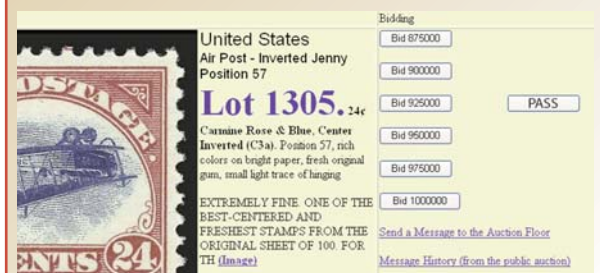 POSTAG
CENTS 24
United States
Air Post - Inverted Jenny
Position 57
Lot 1305. 24c
Carmine Rose & Blue, Center
Inverted (C3a). Position 57, rich
colors on bright paper, fresh original
gum, small light trace of hinging
EXTREMELY FINE. ONE OF THE
BEST-CENTERED AND
FRESHEST STAMPS FROM THE
ORIGINAL SHEET OF 100. FOR
TH (Image)
Bidding
Bid 875000
Bid 900000
Bid 925000
PASS
Bid 950000
Bid 975000
Bid 1000000
Send a Message to the Auction Floor
Message History (from the public auction)